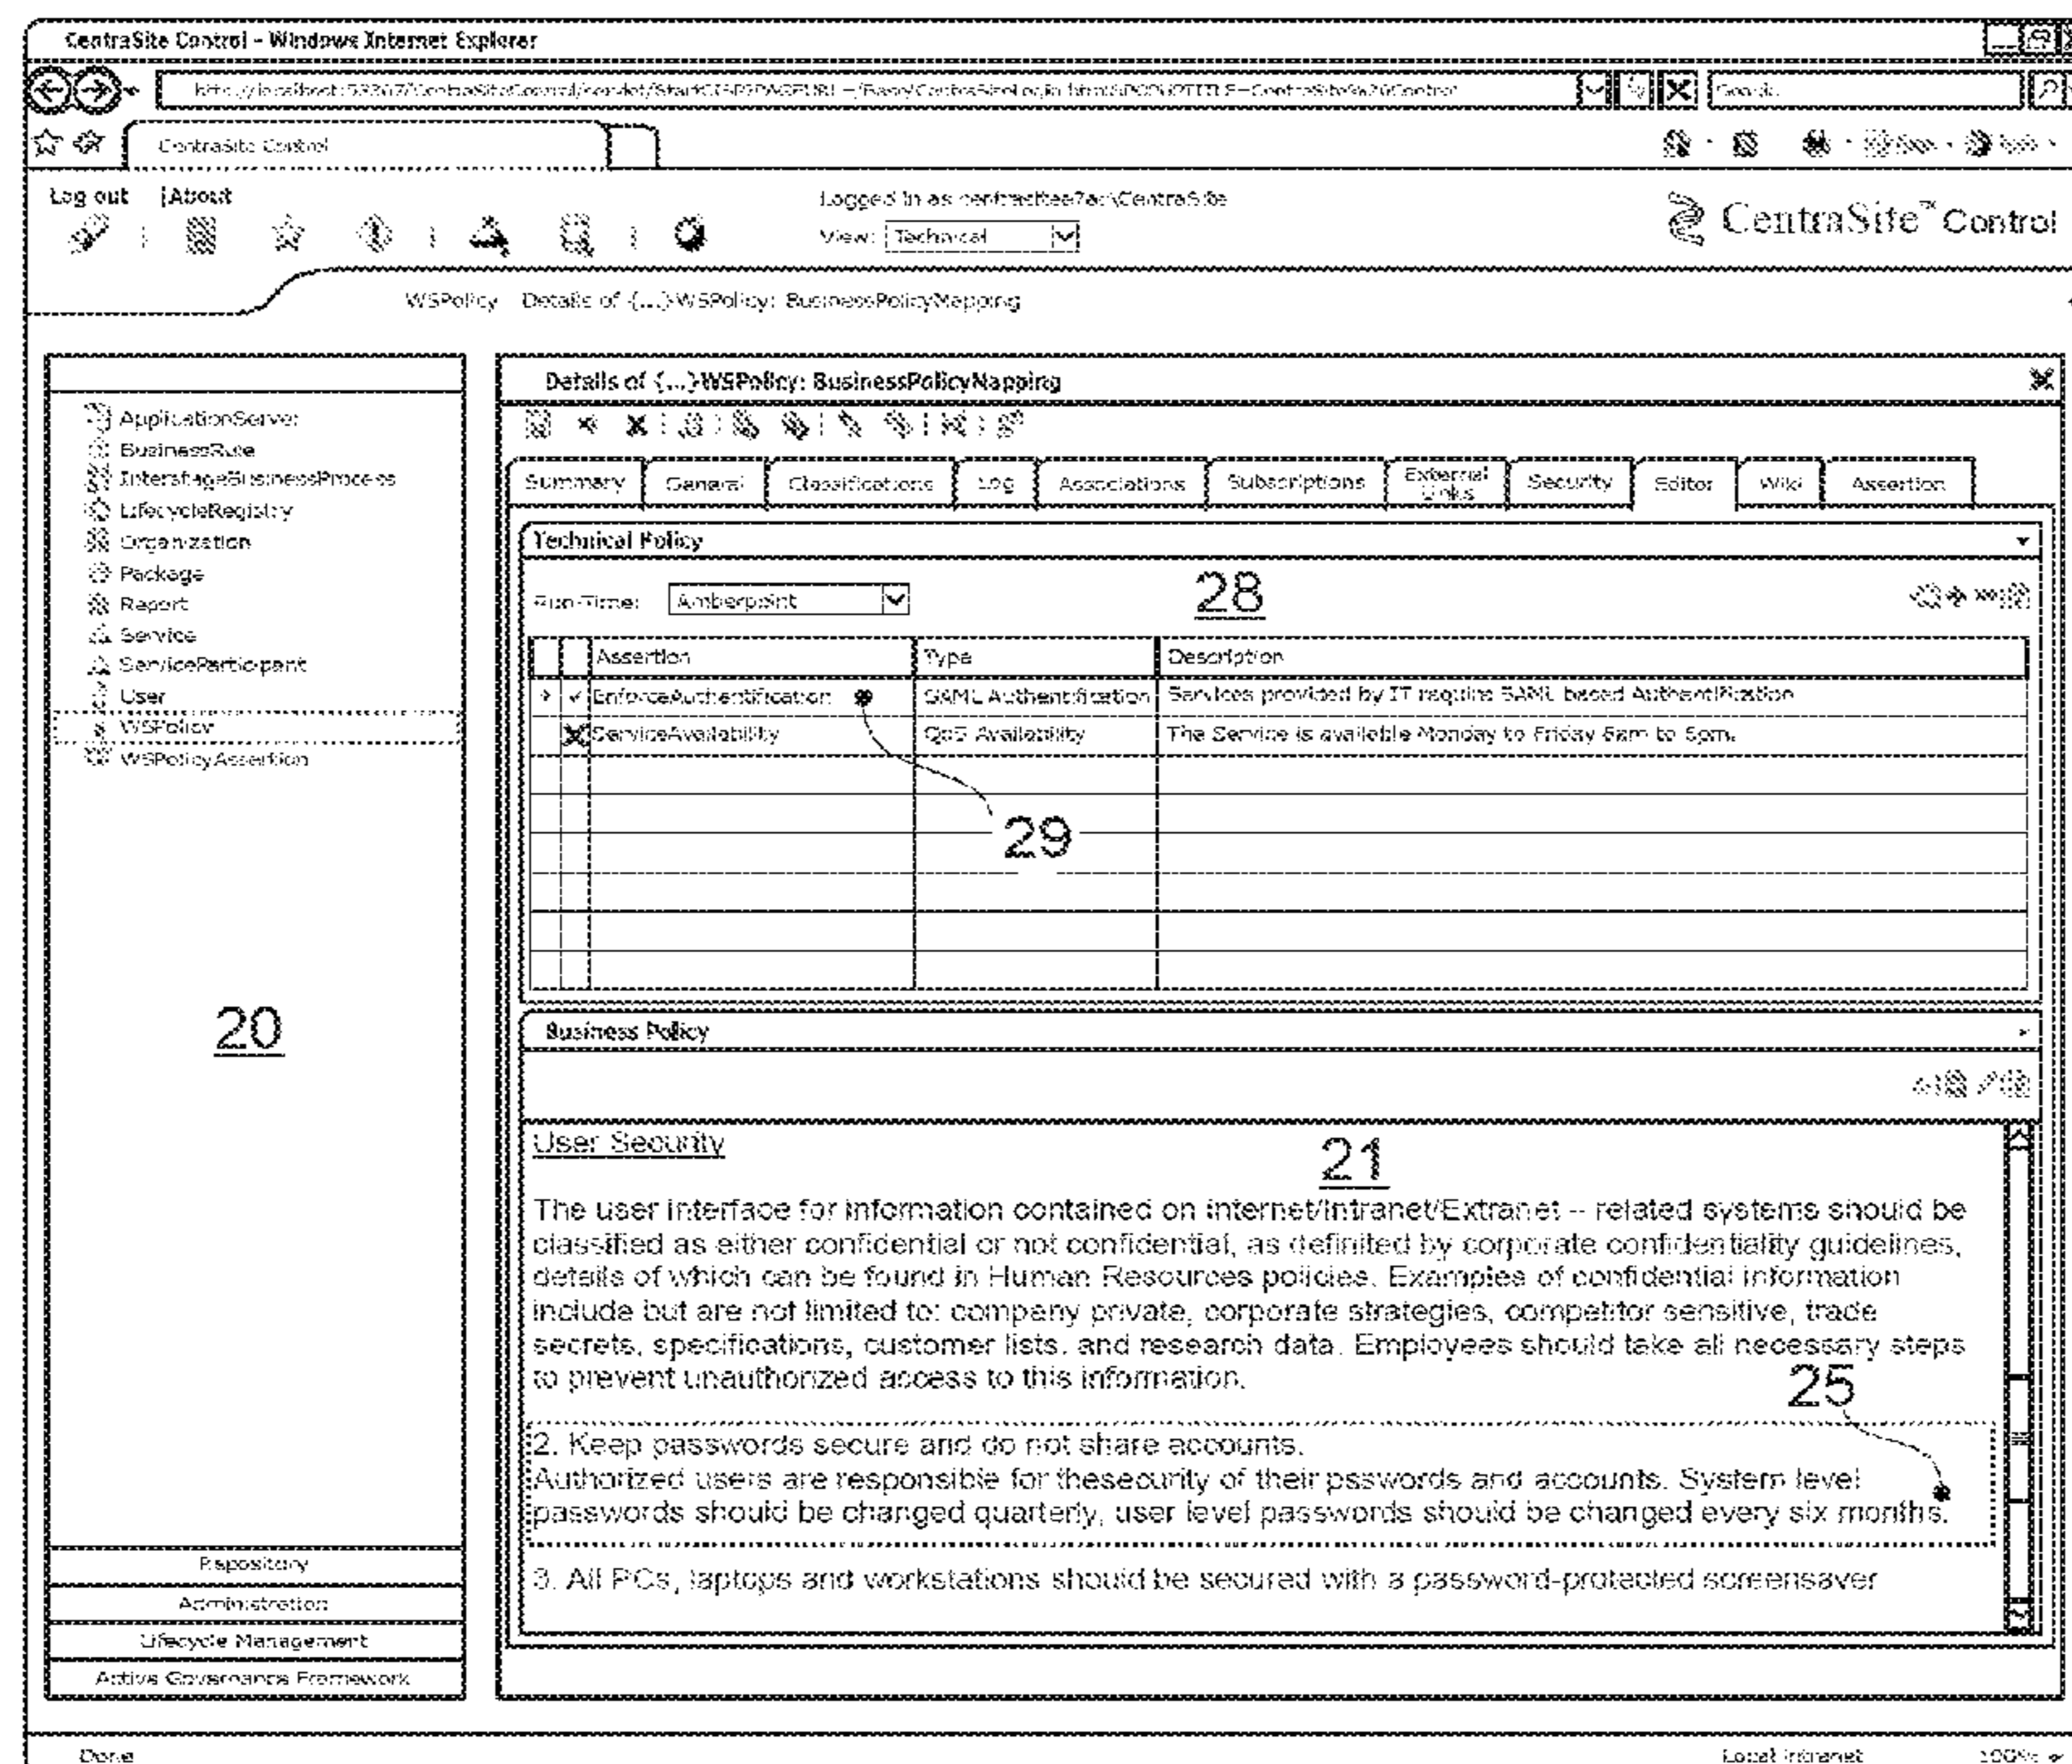 CentraSite Control - Windows Internet Explorer
CentraSite Control
Log out |About
Logged in as
View: Technical
CentraSite™ Control
WSPolicy Details of {...}WSPolicy: BusinessPolicyMapping
ApplicationServer
BusinessRule
InterstageBusinessProcess
LifecycleRegistry
Organization
Package
Report
Service
ServiceParticipant
User
WSPolicy
WSPolicyAssertion
20
Repository
Administration
Lifecycle Management
Active Governance Framework
Details of {...}WSPolicy: BusinessPolicyMapping
Summary General Classifications Log Associations Subscriptions External Links Security Editor Wiki Assertion
Technical Policy
Run-Time: Amberpoint
28
Assertion Type Description
EnforceAuthentification SAML Authentification Services provided by IT require SAML based Authentification
ServiceAvailability QoS Availability The Service is available Monday to Friday to 5pm.
29
Business Policy
User Security
21
The user interface for information contained on internet/Intranet/Extranet -- related systems should be
classified as either confidential or not confidential, as definited by corporate confidentiality guidelines,
details of which can be found in Human Resources policies. Examples of confidential information
include but are not limited to: company private, corporate strategies, competitor sensitive, trade
secrets, specifications, customer lists, and research data. Employees should take all necessary steps
to prevent unauthorized access to this information.
25
2. Keep passwords secure and do not share accounts.
Authorized users are responsible for thesecurity of their psswords and accounts. System level
passwords should be changed quarterly, user level passwords should be changed every six months.
3. All PCs, laptops and workstations should be secured with a password-protected screensaver
Done
Local intranet 100%